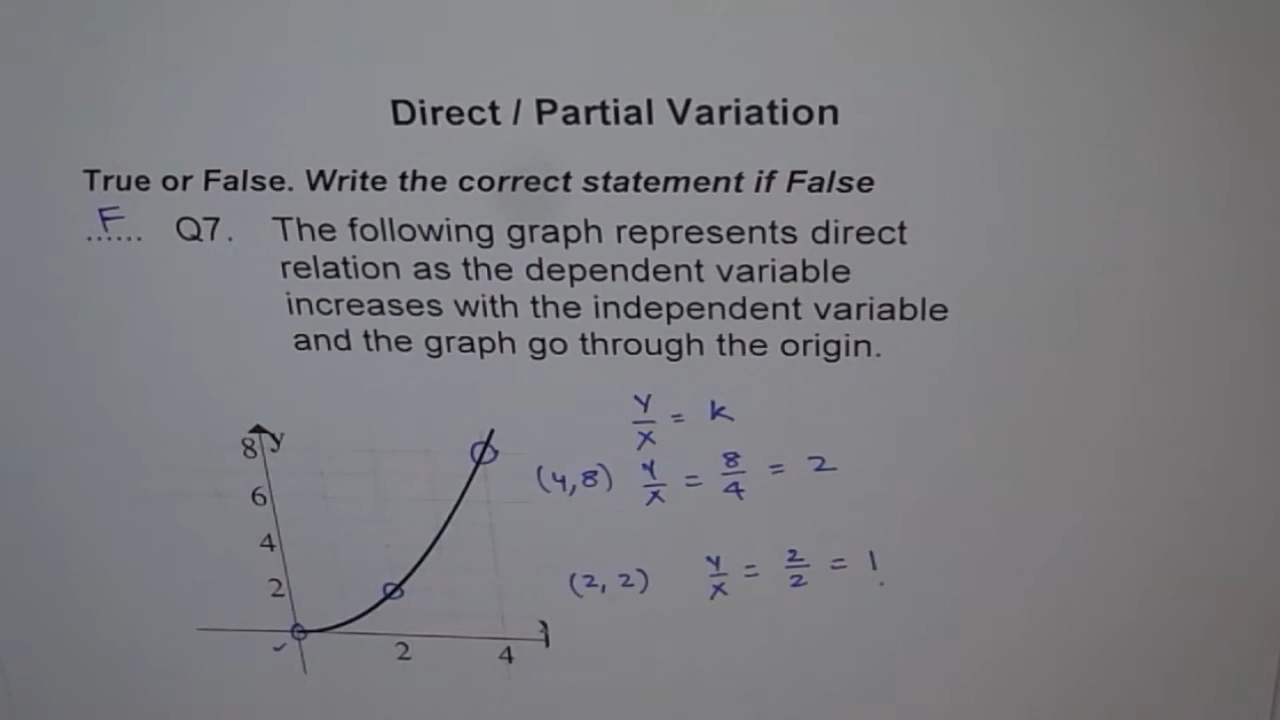 Direct / Partial Variation
True or False. Write the correct statement if False
F Q7. The following graph represents direct
relation as the dependent variable
increases with the independent variable
and the graph go through the origin.
y/x = k
(4,8) y/x = 8/4 = 2
(2, 2) y/x = 2/2 = 1
8 y
6
4
2
2 4